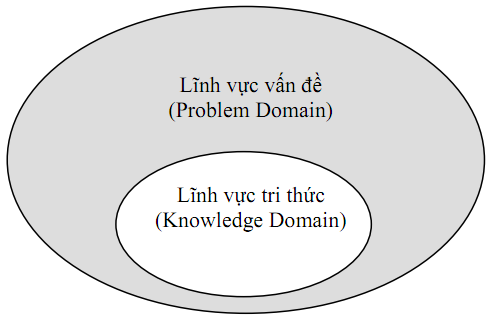 Lĩnh vực vấn đề
(Problem Domain)
Lĩnh vực tri thức
(Knowledge Domain)